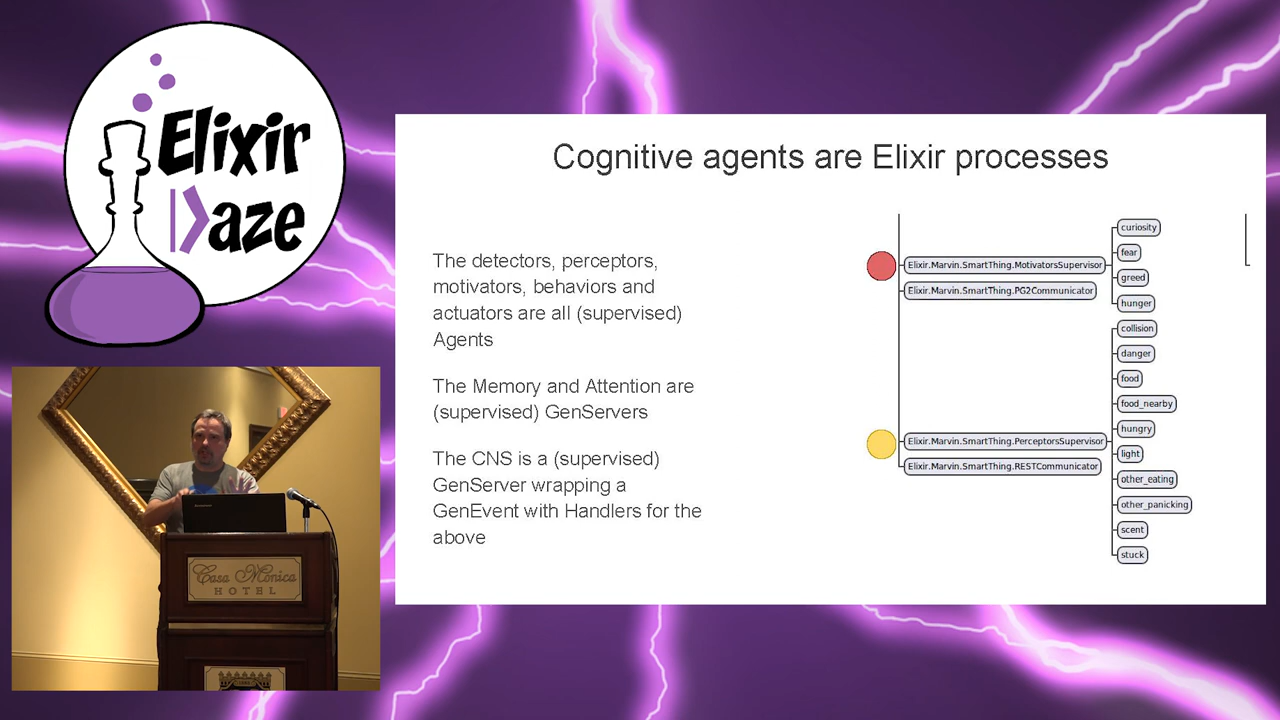 Elixir
Daze
Cognitive agents are Elixir processes
The detectors, perceptors,
motivators, behaviors and
actuators are all (supervised)
Agents
The Memory and Attention are
(supervised) GenServers
The CNS is a (supervised)
GenServer wrapping a
GenEvent with Handlers for the
above
Elixir.Marvin.SmartThing.MotivatorsSupervisor
Elixir.Marvin.SmartThing.PG2Communicator
curiosity
fear
greed
hunger
Elixir.Marvin.SmartThing.PerceptorsSupervisor
Elixir.Marvin.SmartThing.RESTCommunicator
collision
danger
food
food_nearby
hungry
light
other_eating
other_panicking
scent
stuck
Casa Monica
HOTEL